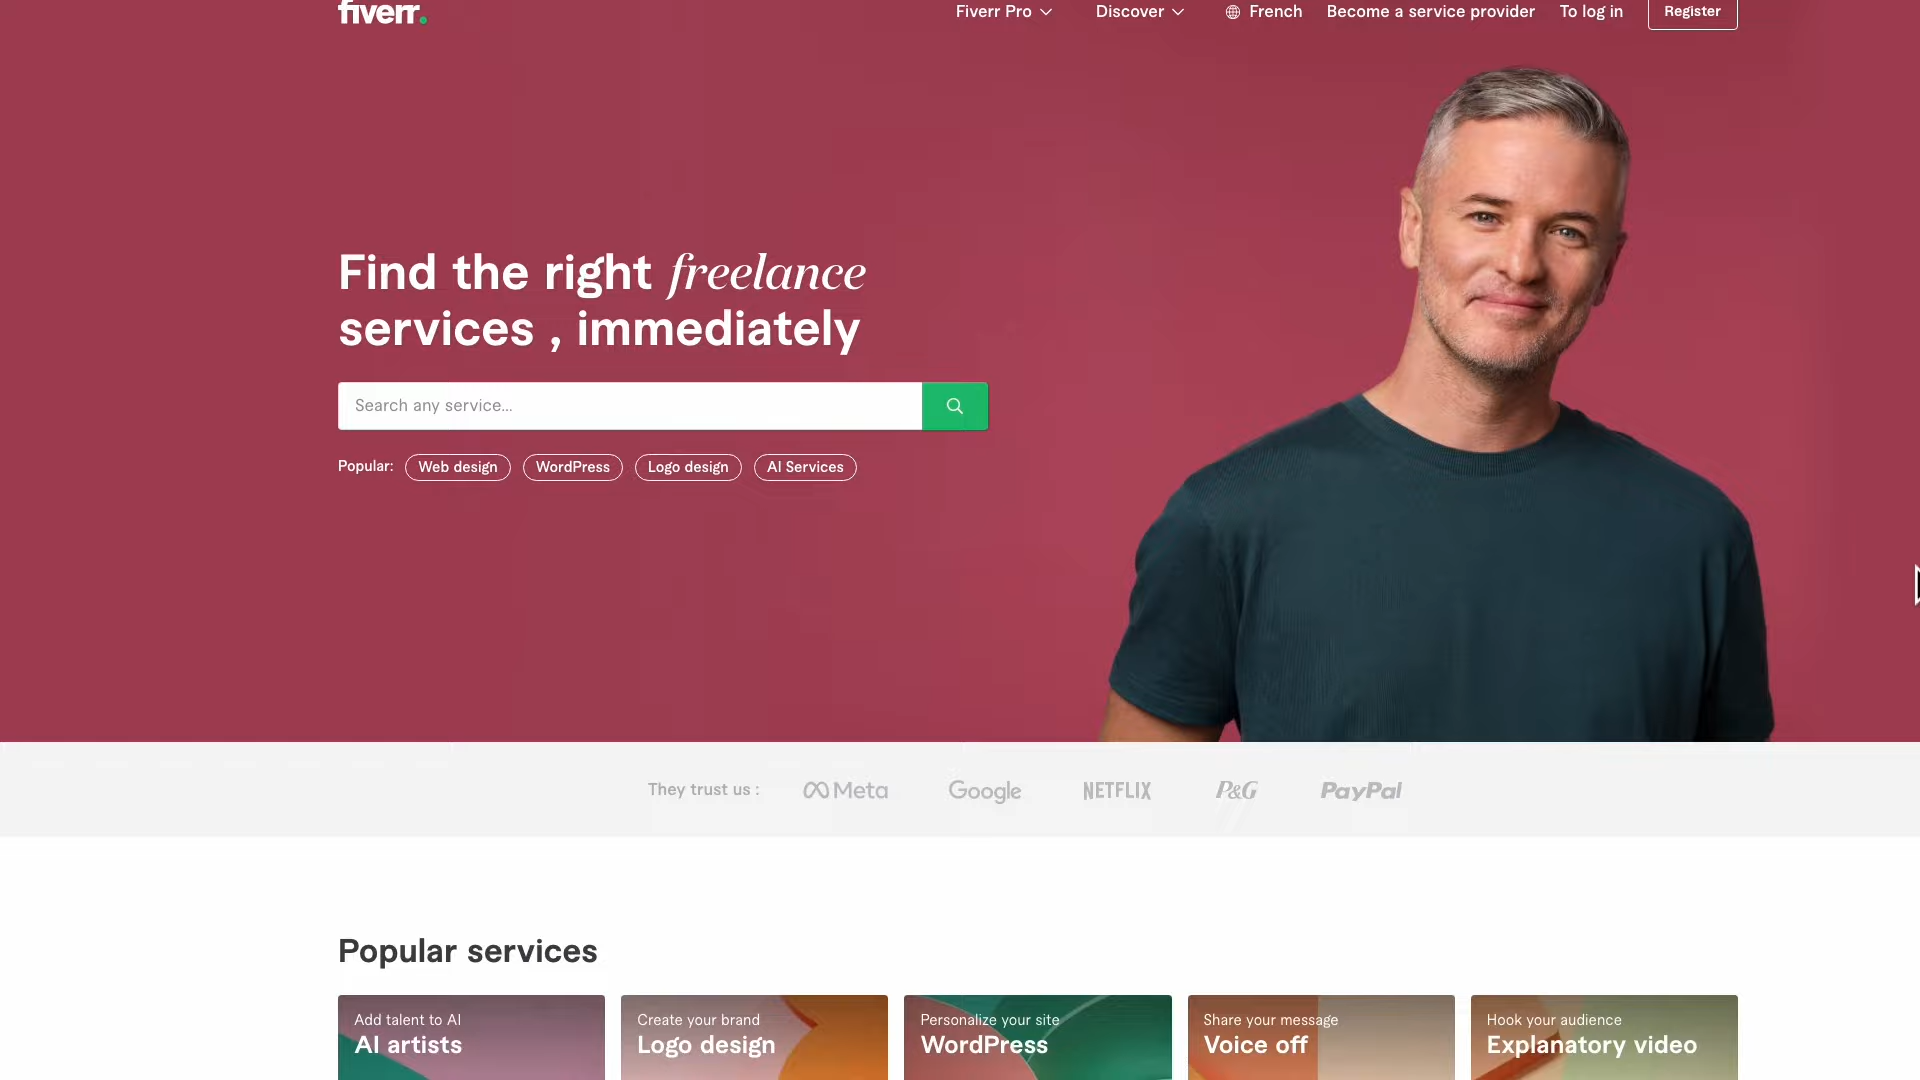 fiverr.
Fiverr Pro Discover French Become a service provider To log in Register
Find the right freelance
services , immediately
Search any service...
Popular: Web design WordPress Logo design AI Services
They trust us : Meta Google NETFLIX P&G PayPal
Popular services
Add talent to AI
AI artists
Create your brand
Logo design
Personalize your site
WordPress
Share your message
Voice off
Hook your audience
Explanatory video